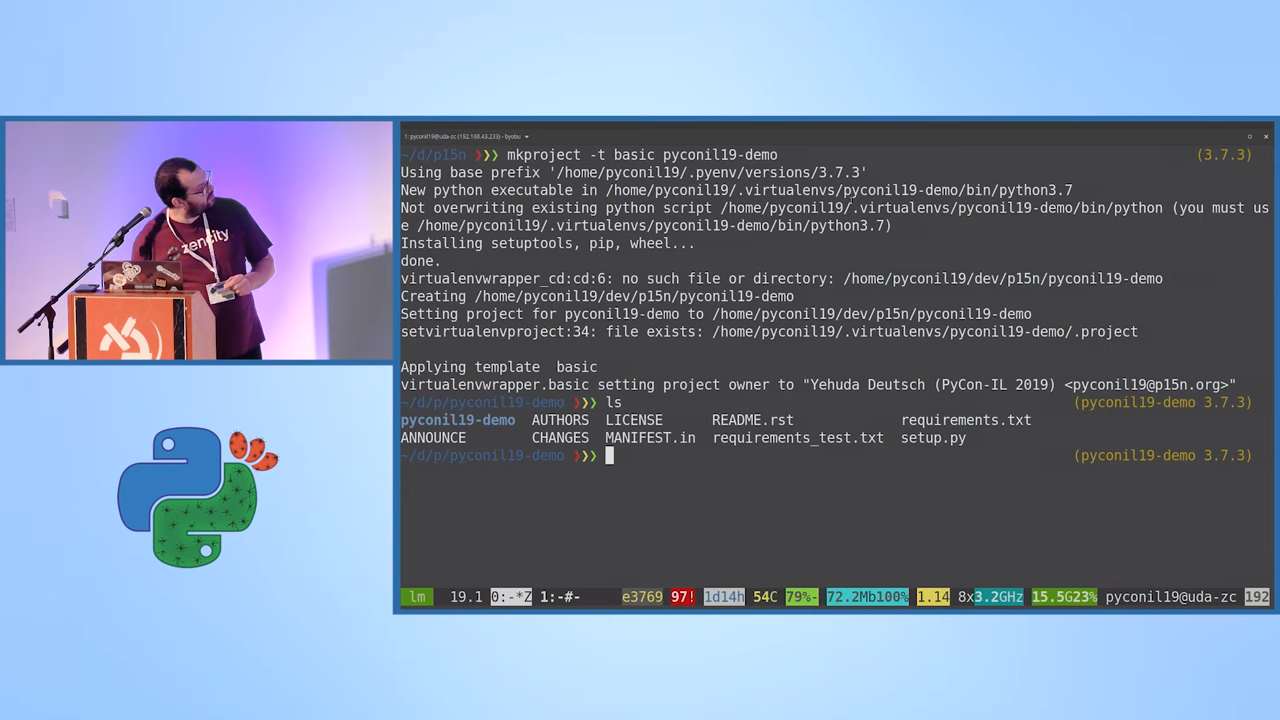 zencity
1: pyconil19@uda-zc (192.168.43.233) - byobu
~/d/p15n ❯❯❯ mkproject -t basic pyconil19-demo (3.7.3)
Using base prefix '/home/pyconil19/.pyenv/versions/3.7.3'
New python executable in /home/pyconil19/.virtualenvs/pyconil19-demo/bin/python3.7
Not overwriting existing python script /home/pyconil19/.virtualenvs/pyconil19-demo/bin/python (you must us
e /home/pyconil19/.virtualenvs/pyconil19-demo/bin/python3.7)
Installing setuptools, pip, wheel...
done.
virtualenvwrapper_cd:cd:6: no such file or directory: /home/pyconil19/dev/p15n/pyconil19-demo
Creating /home/pyconil19/dev/p15n/pyconil19-demo
Setting project for pyconil19-demo to /home/pyconil19/dev/p15n/pyconil19-demo
setvirtualenvproject:34: file exists: /home/pyconil19/.virtualenvs/pyconil19-demo/.project
Applying template  basic
virtualenvwrapper.basic setting project owner to "Yehuda Deutsch (PyCon-IL 2019) <pyconil19@p15n.org>"
~/d/p/pyconil19-demo ❯❯❯ ls (pyconil19-demo 3.7.3)
pyconil19-demo AUTHORS LICENSE README.rst requirements.txt
ANNOUNCE CHANGES MANIFEST.in requirements_test.txt setup.py
~/d/p/pyconil19-demo ❯❯❯ (pyconil19-demo 3.7.3)
lm 19.1 0:-*Z 1:-#- e3769 97! 1d14h 54C 79%- 72.2Mb100% 1.14 8x3.2GHz 15.5G23% pyconil19@uda-zc 192